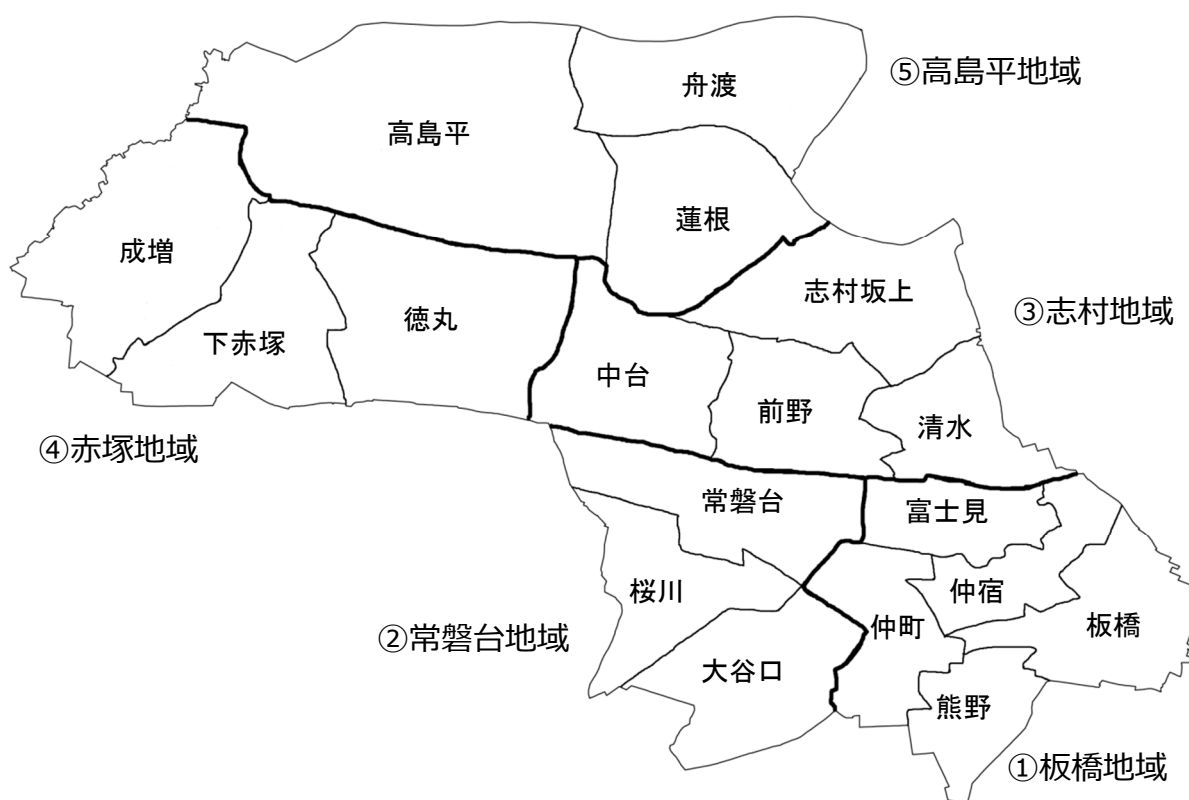 舟渡
⑤高島平地域
高島平
蓮根
成増
志村坂上
③志村地域
徳丸
下赤塚
中台
前野
清水
④赤塚地域
常磐台
富士見
桜川
仲宿
仲町
板橋
②常磐台地域
大谷口
熊野
①板橋地域